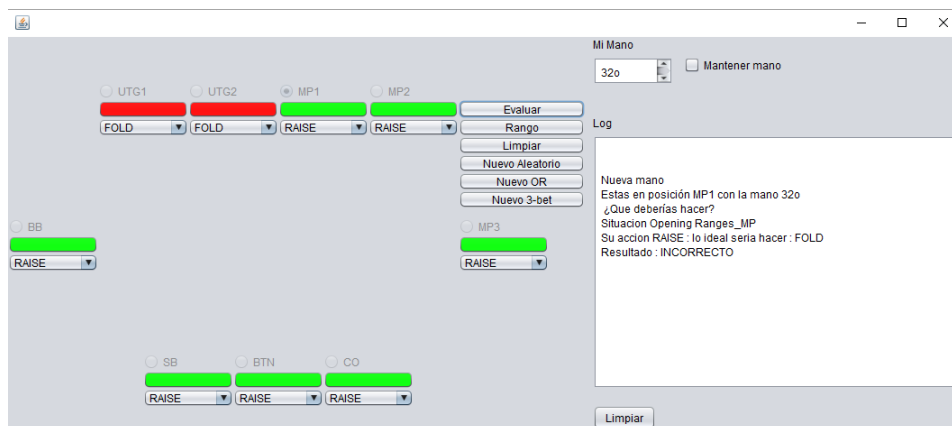 Mi Mano
32o
Mantener mano
UTG1 UTG2 MP1 MP2
FOLD FOLD RAISE RAISE
Evaluar
Rango
Limpiar
Nuevo Aleatorio
Nuevo OR
Nuevo 3-bet
BB
RAISE
MP3
RAISE
SB BTN CO
RAISE RAISE RAISE
Log
Nueva mano
Estas en posición MP1 con la mano 32o
¿Que deberías hacer?
Situacion Opening Ranges_MP
Su accion RAISE : lo ideal seria hacer : FOLD
Resultado : INCORRECTO
Limpiar